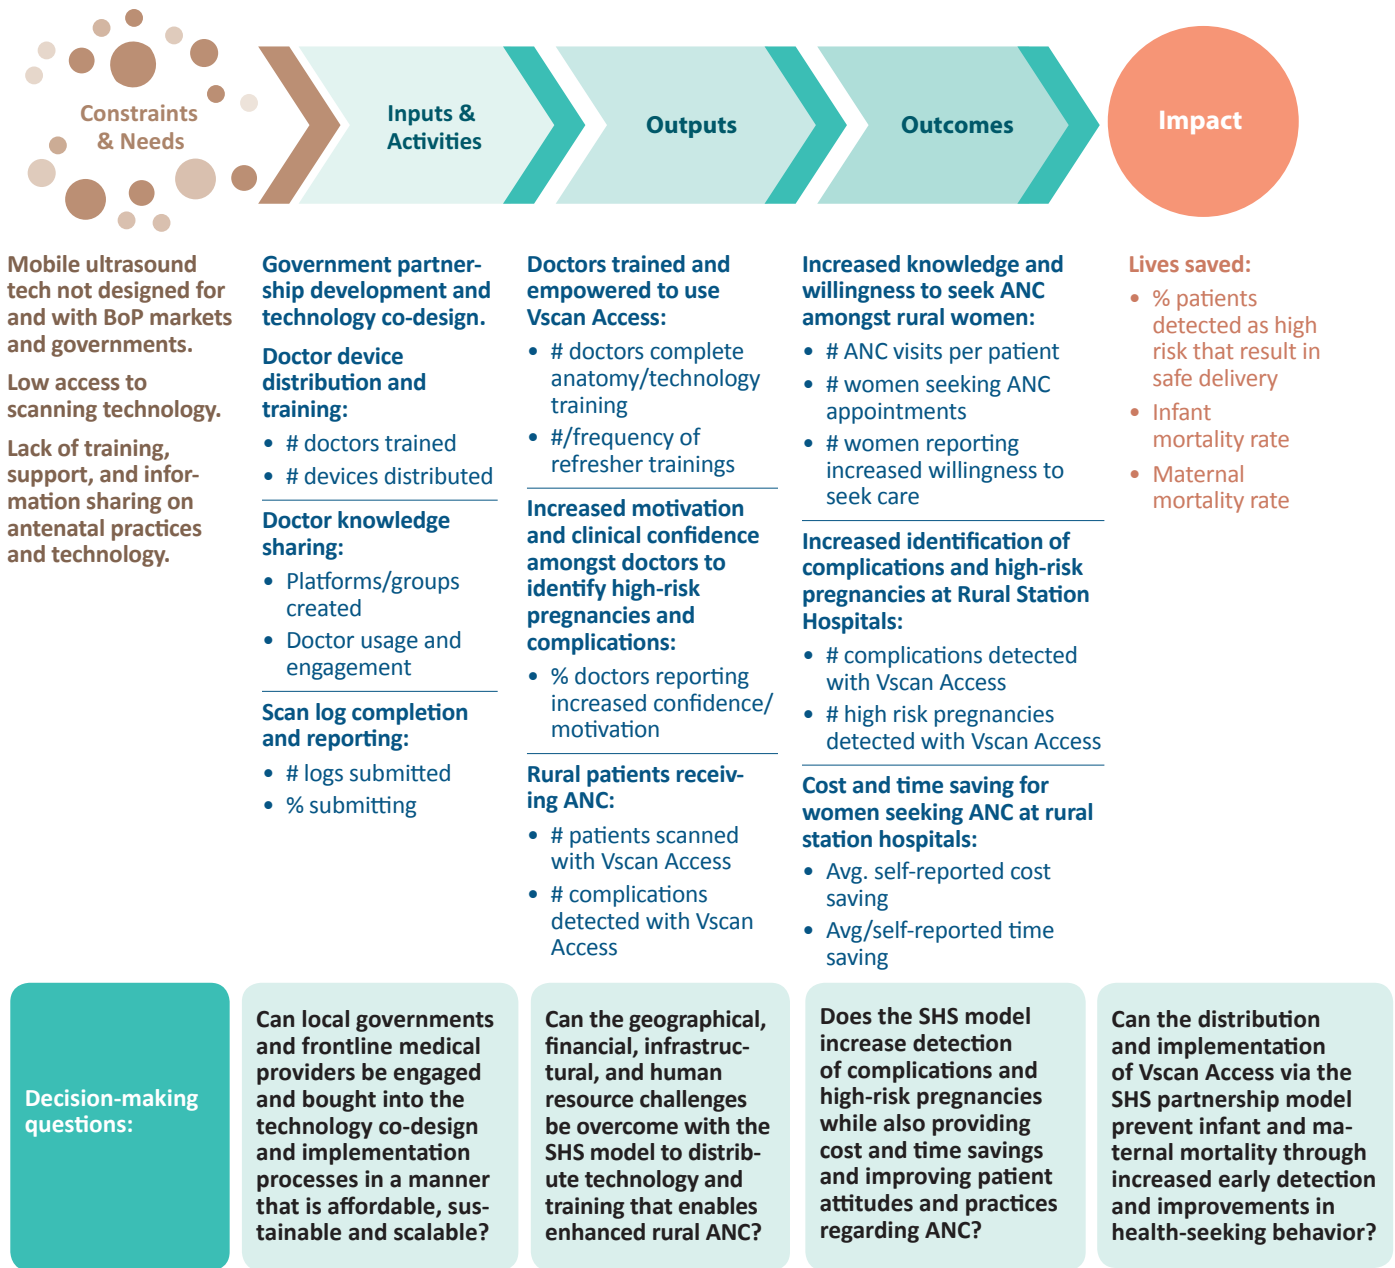 Constraints
& Needs
Inputs &
Activities
Outputs
Outcomes
Impact
Mobile ultrasound
tech not designed for
and with BoP markets
and governments.
Low access to
scanning technology.
Lack of training,
support, and infor-
mation sharing on
antenatal practices
and technology.
Government partner-
ship development and
technology co-design.
Doctor device
distribution and
training:
• # doctors trained
• # devices distributed
Doctor knowledge
sharing:
• Platforms/groups
created
• Doctor usage and
engagement
Scan log completion
and reporting:
• # logs submitted
• % submitting
Doctors trained and
empowered to use
Vscan Access:
• # doctors complete
anatomy/technology
training
• #/frequency of
refresher trainings
Increased motivation
and clinical confidence
amongst doctors to
identify high-risk
pregnancies and
complications:
• % doctors reporting
increased confidence/
motivation
Rural patients receiv-
ing ANC:
• # patients scanned
with Vscan Access
• # complications
detected with Vscan
Access
Increased knowledge and
willingness to seek ANC
amongst rural women:
• # ANC visits per patient
• # women seeking ANC
appointments
• # women reporting
increased willingness to
seek care
Increased identification of
complications and high-risk
pregnancies at Rural Station
Hospitals:
• # complications detected
with Vscan Access
• # high risk pregnancies
detected with Vscan Access
Cost and time saving for
women seeking ANC at rural
station hospitals:
• Avg. self-reported cost
saving
• Avg/self-reported time
saving
Lives saved:
• % patients
detected as high
risk that result in
safe delivery
• Infant
mortality rate
• Maternal
mortality rate
Decision-making
questions:
Can local governments
and frontline medical
providers be engaged
and bought into the
technology co-design
and implementation
processes in a manner
that is affordable, sus-
tainable and scalable?
Can the geographical,
financial, infrastruc-
tural, and human
resource challenges
be overcome with the
SHS model to distrib-
ute technology and
training that enables
enhanced rural ANC?
Does the SHS model
increase detection
of complications and
high-risk pregnancies
while also providing
cost and time savings
and improving patient
attitudes and practices
regarding ANC?
Can the distribution
and implementation
of Vscan Access via the
SHS partnership model
prevent infant and ma-
ternal mortality through
increased early detection
and improvements in
health-seeking behavior?